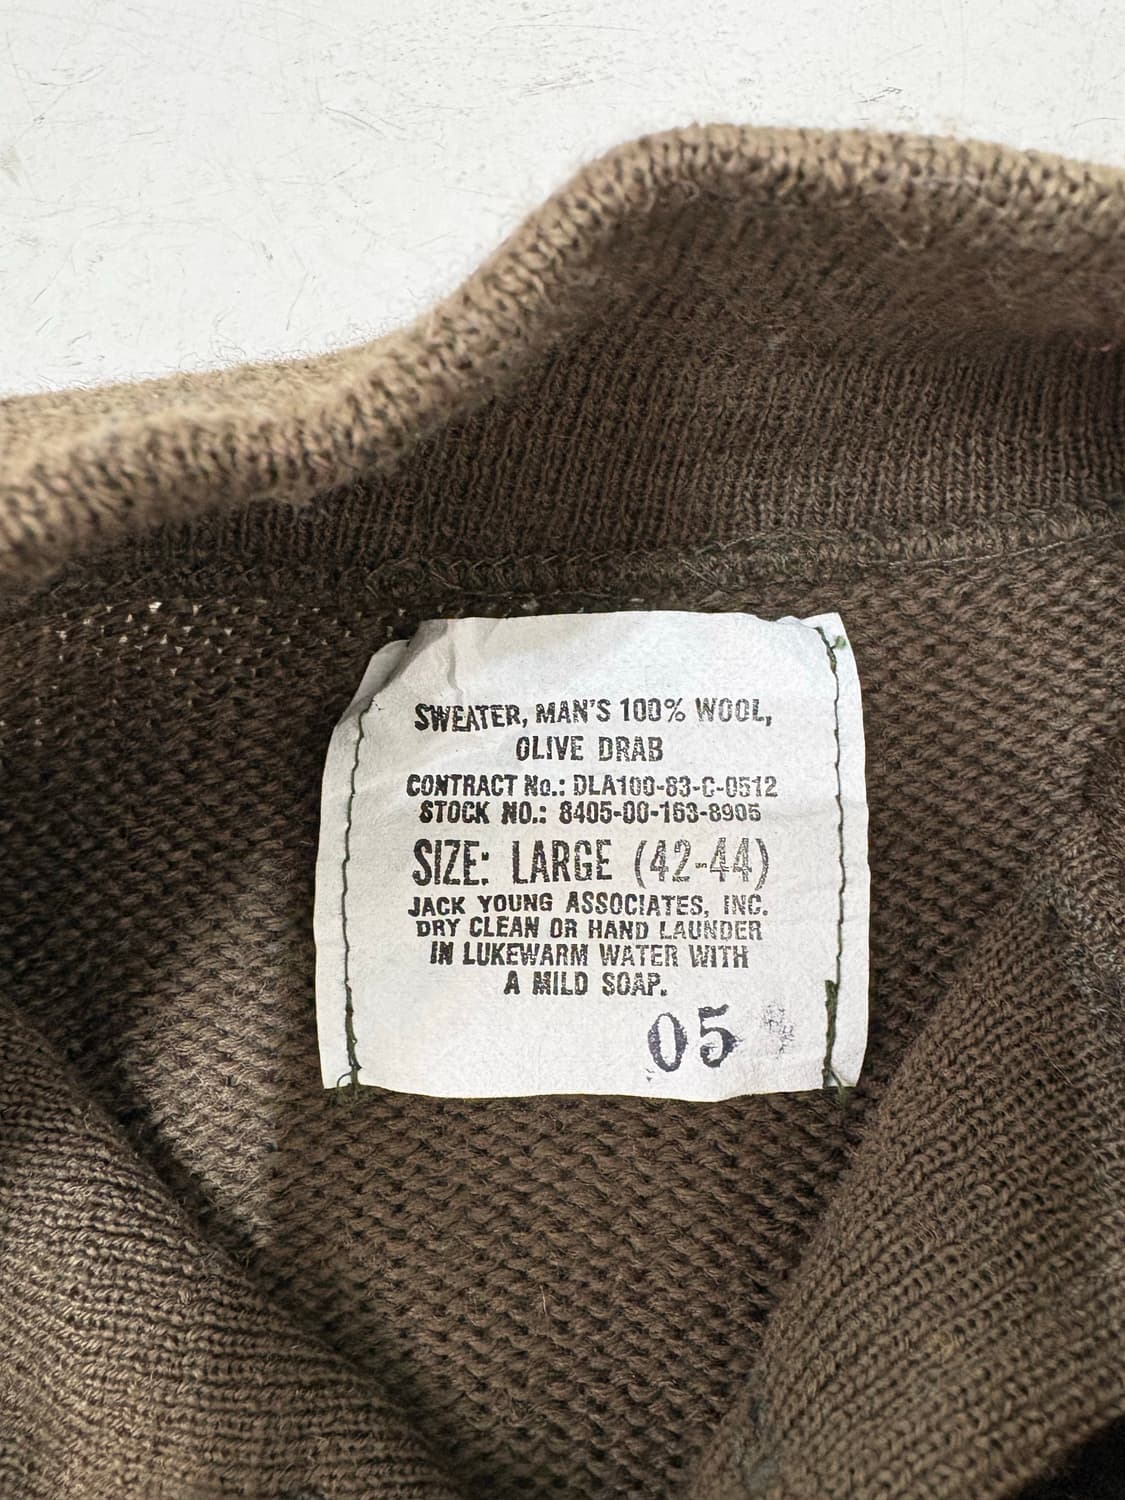 SWEATER, MAN'S 100% WOOL,
OLIVE DRAB
CONTRACT No.: DLA100-83-C-0512
STOCK NO.: 8405-00-163-8905
SIZE: LARGE (42-44)
JACK YOUNG ASSOCIATES, INC.
DRY CLEAN OR HAND LAUNDER
IN LUKEWARM WATER WITH
A MILD SOAP.
05